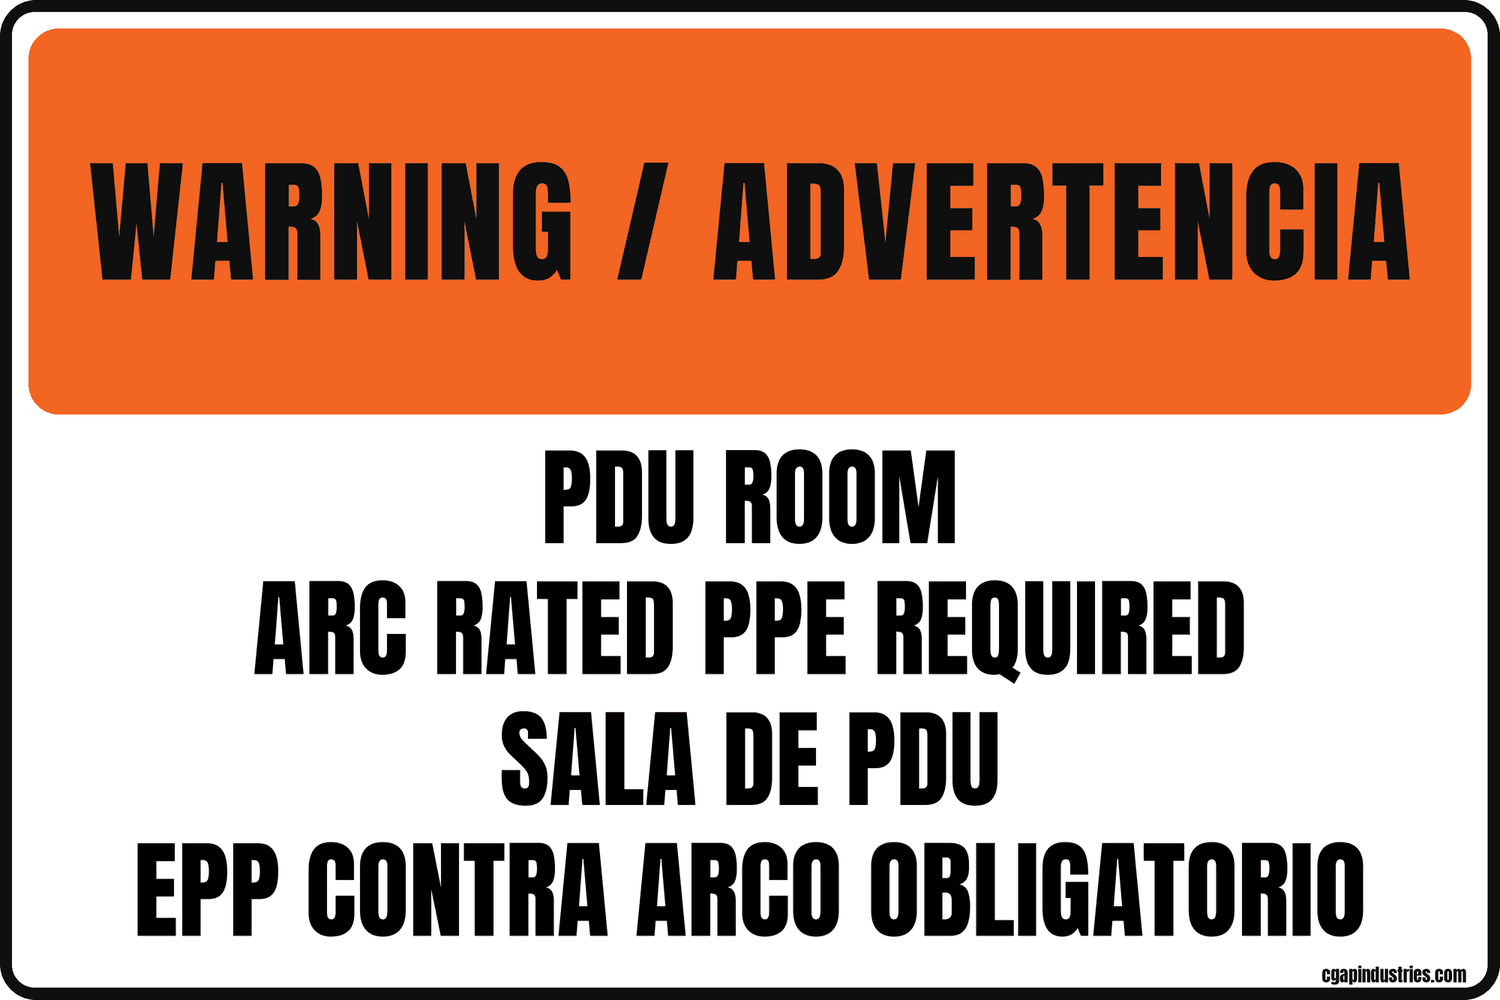 WARNING / ADVERTENCIA
PDU ROOM
ARC RATED PPE REQUIRED
SALA DE PDU
EPP CONTRA ARCO OBLIGATORIO
cgapindustries.com